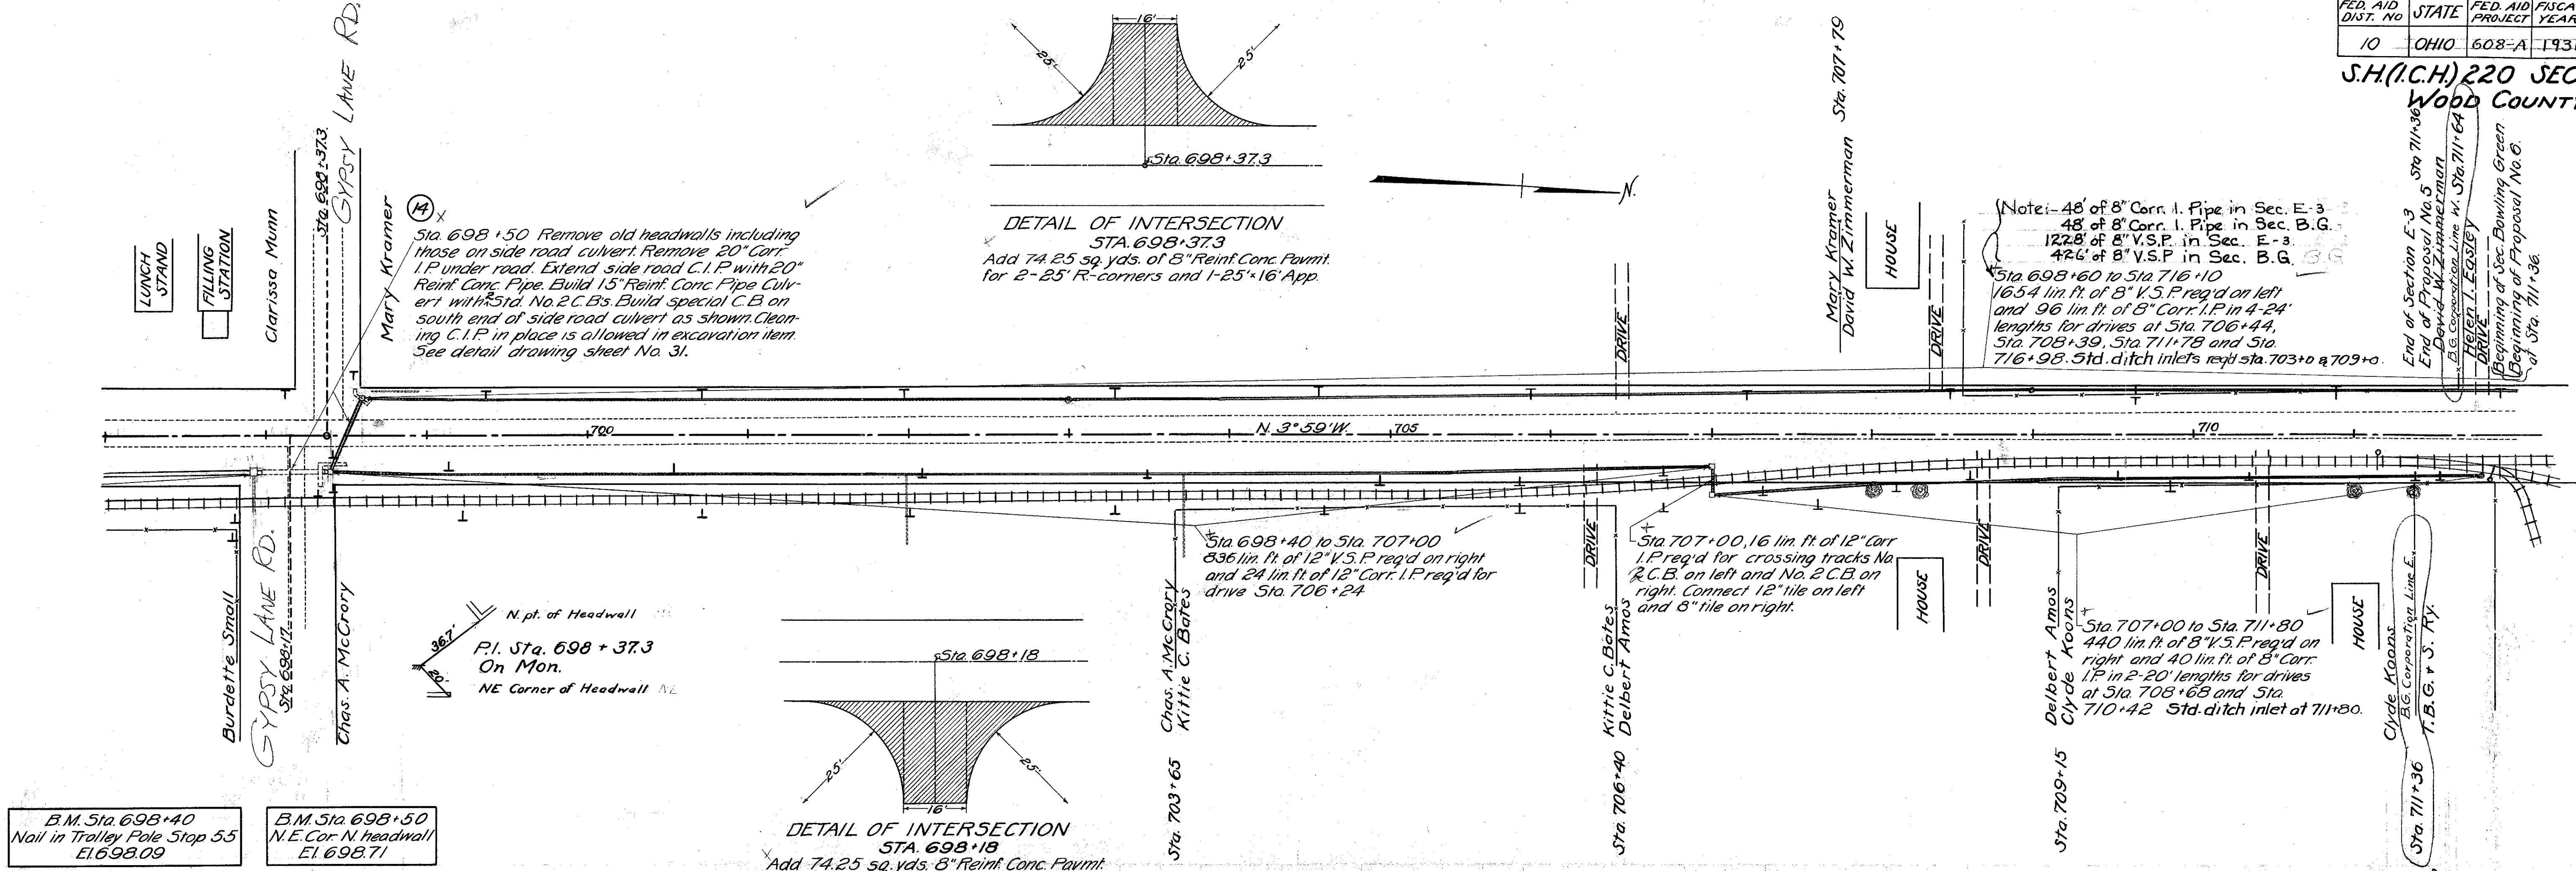 FED. AID DIST. NO STATE FED. AID PROJECT
10 OHIO 608-A
S.H.(I.C.H.) 220
WOOD
LUNCH
STAND
FILLING
STATION
Clarissa Munn
Sta. 698+37.3
GYPSY LANE RD.
Mary Kramer
14
Sta. 698+50 Remove old headwalls including
those on side road culvert. Remove 20" Corr.
I.P. under road. Extend side road C.I.P. with 20"
Reinf. Conc. Pipe. Build 15" Reinf. Conc. Pipe Culv-
ert with 2 Std. No. 2 C.B's. Build special C.B. on
south end of side road culvert as shown. Clean-
ing C.I.P. in place is allowed in excavation item.
See detail drawing sheet No. 31.
16'
25'
25'
Sta. 698+37.3
DETAIL OF INTERSECTION
STA. 698+37.3
Add 74.25 sq. yds. of 8" Reinf. Conc. Pavmt.
for 2-25' R-corners and 1-25'x16' App.
N.
Sta. 707+79
Mary Kramer
David W. Zimmerman
HOUSE
DRIVE
DRIVE
Note:- 48' of 8" Corr. I. Pipe in Sec. E-3
48' of 8" Corr. I. Pipe in Sec. B.G.
1228' of 8" V.S.P. in Sec. E-3.
426' of 8" V.S.P. in Sec. B.G.
Sta. 698+60 to Sta. 716+10
1654 lin. ft. of 8" V.S.P. req'd on left
and 96 lin. ft. of 8" Corr. I.P. in 4-24'
lengths for drives at Sta. 706+44,
Sta. 708+39, Sta. 711+78 and Sta.
716+98. Std. ditch inlets req'd sta. 703+0 & 709+0.
End of Section E-3 Sta 711+36
End of Proposal No. 5
David W. Zimmerman
B.G. Corporation Line W. Sta. 711+64
Helen I. Easley
DRIVE
Beginning of Sec. Bowling Green
Beginning of Proposal No. 6.
at Sta. 711+36.
700
N. 3°59' W.
705
710
Burdette Small
GYPSY LANE RD.
Sta. 698+17
Chas. A. McCrory
36.7'
20'
N. pt. of Headwall
P.I. Sta. 698+37.3
On Mon.
NE Corner of Headwall
Sta. 698+18
25'
25'
16'
DETAIL OF INTERSECTION
STA. 698+18
Add 74.25 sq. yds. 8" Reinf. Conc. Pavmt.
Sta. 703+65 Chas. A. McCrory
Kittie C. Bates
Sta. 698+40 to Sta. 707+00
836 lin. ft. of 12" V.S.P. req'd on right
and 24 lin. ft. of 12" Corr. I.P. req'd for
drive Sta. 706+24
DRIVE
Sta. 706+40 Kittie C. Bates
Delbert Amos
Sta. 707+00, 16 lin. ft. of 12" Corr
I.P. req'd for crossing tracks No.
2 C.B. on left and No. 2 C.B. on
right. Connect 12" tile on left
and 8" tile on right.
HOUSE
DRIVE
Sta. 709+15 Delbert Amos
Clyde Koons
Sta. 707+00 to Sta. 711+80
440 lin. ft. of 8" V.S.P. req'd on
right and 40 lin. ft. of 8" Corr.
I.P. in 2-20' lengths for drives
at Sta. 708+68 and Sta.
710+42 Std. ditch inlet at 711+80.
DRIVE
HOUSE
Clyde Koons
Sta. 711+36 B.G. Corporation Line E.
T.B.G. & S. Ry.
B.M. Sta. 698+40
Nail in Trolley Pole Stop 55
El. 698.09
B.M. Sta. 698+50
N.E. Cor. N. headwall
El. 698.71